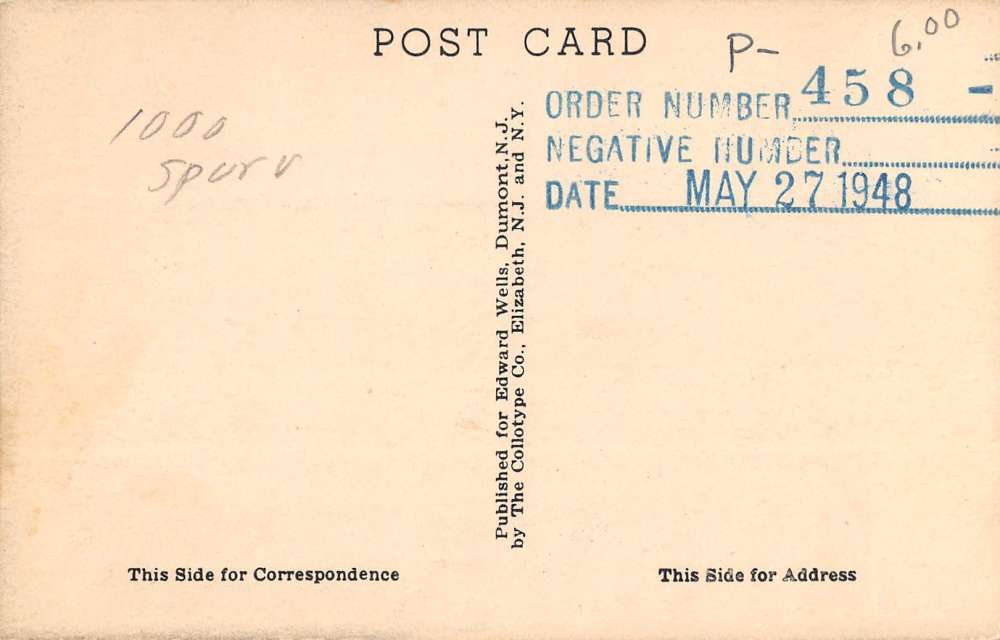 POST CARD
P-
6.00
1000
ORDER NUMBER 458 -
NEGATIVE NUMBER
DATE MAY 27 1948
Published for Edward Wells, Dumont, N.J.
by The Collotype Co., Elizabeth, N.J. and N.Y.
This Side for Correspondence
This Side for Address